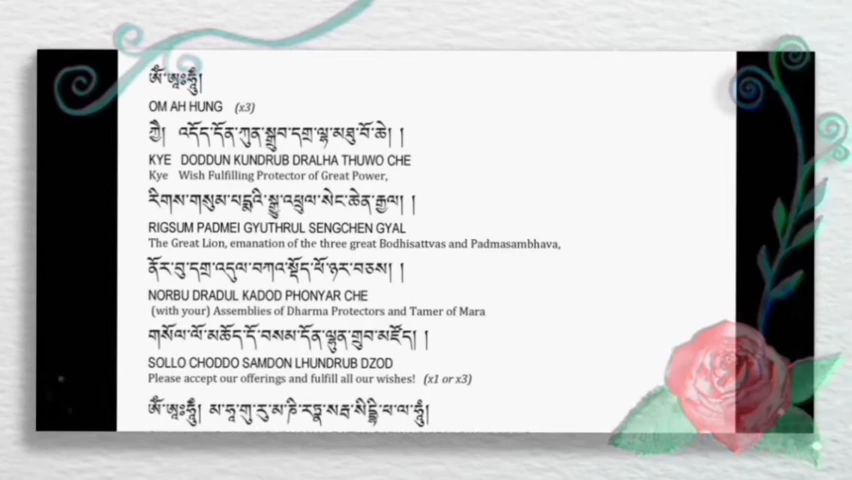 ༀ་ཨཱཿཧཱུྃ།
OM AH HUNG (x3)
ཀྱཻ། འདོད་དོན་ཀུན་སྒྲུབ་དགྲ་ལྷ་མཐུ་བོ་ཆེ། །
KYE DODDUN KUNDRUB DRALHA THUWO CHE
Kye Wish Fulfilling Protector of Great Power,
རིགས་གསུམ་པདྨའི་སྒྱུ་འཕྲུལ་སེང་ཆེན་རྒྱལ། །
RIGSUM PADMEI GYUTHRUL SENGCHEN GYAL
The Great Lion, emanation of the three great Bodhisattvas and Padmasambhava,
ནོར་བུ་དགྲ་འདུལ་བཀའ་སྡོད་ཕོ་ཉར་བཅས། །
NORBU DRADUL KADOD PHONYAR CHE
(with your) Assemblies of Dharma Protectors and Tamer of Mara
གསོལ་ལོ་མཆོད་དོ་བསམ་དོན་ལྷུན་གྲུབ་མཛོད། །
SOLLO CHODDO SAMDON LHUNDRUB DZOD
Please accept our offerings and fulfill all our wishes! (x1 or x3)
ༀ་ཨཱཿཧཱུྃ། མ་ཧཱ་གུ་རུ་མ་ཎི་རཏྣ་སརྦ་སིདྡྷི་ཕ་ལ་ཧཱུྃ།